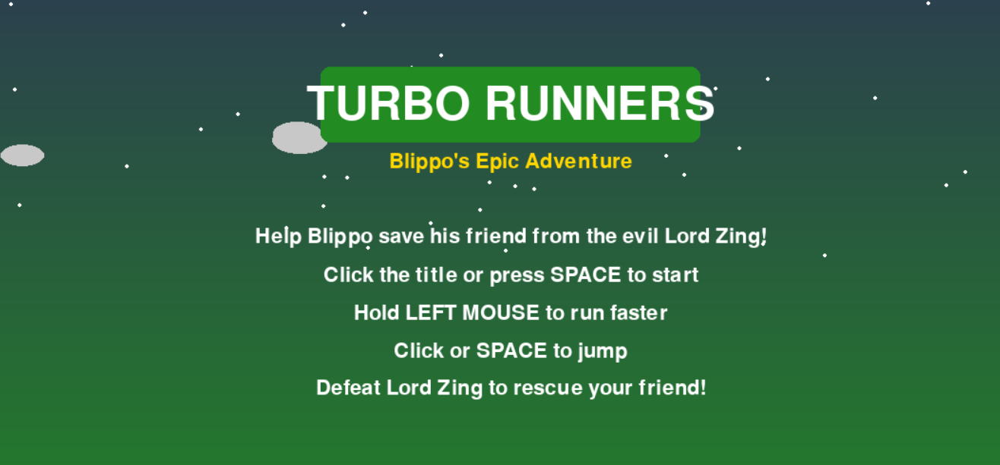 TURBO RUNNERS
Blippo's Epic Adventure
Help Blippo save his friend from the evil Lord Zing!
Click the title or press SPACE to start
Hold LEFT MOUSE to run faster
Click or SPACE to jump
Defeat Lord Zing to rescue your friend!